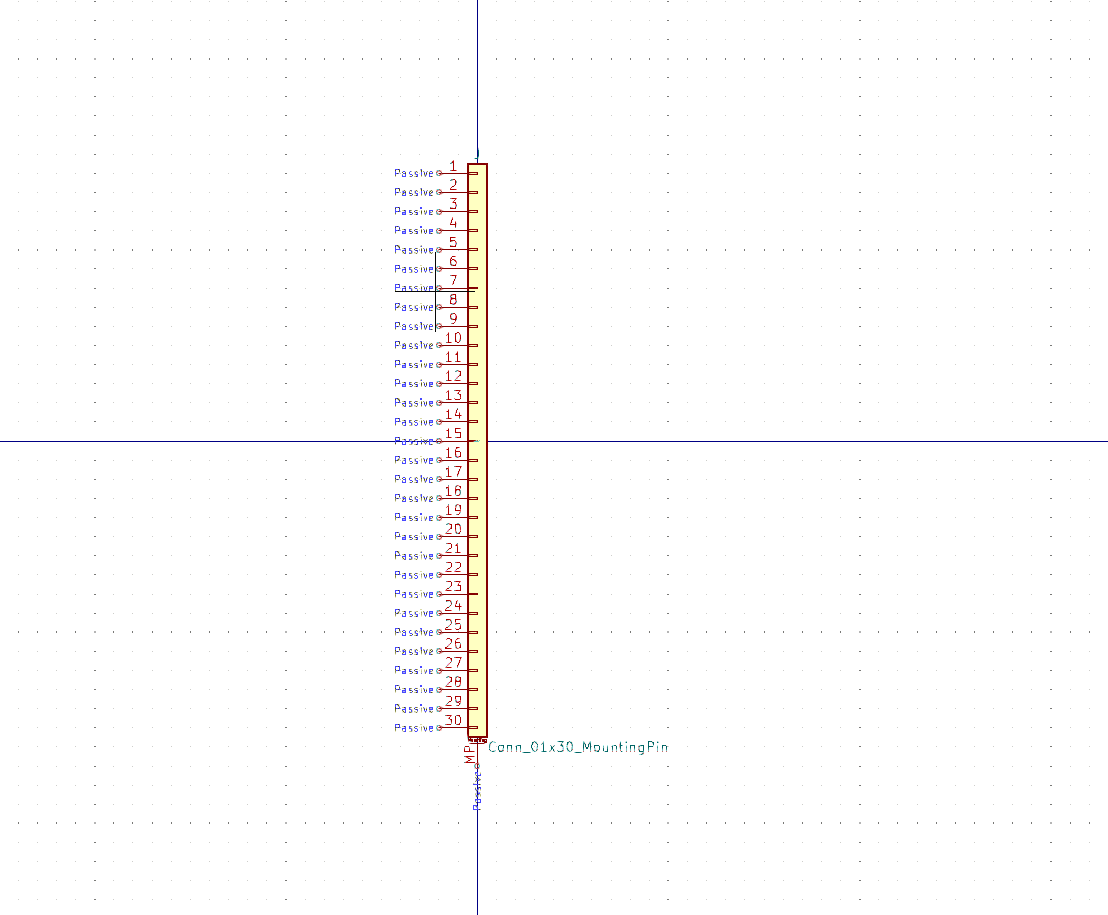 J
Passive 1
Passive 2
Passive 3
Passive 4
Passive 5
Passive 6
Passive 7
Passive 8
Passive 9
Passive 10
Passive 11
Passive 12
Passive 13
Passive 14
Passive 15
Passive 16
Passive 17
Passive 18
Passive 19
Passive 20
Passive 21
Passive 22
Passive 23
Passive 24
Passive 25
Passive 26
Passive 27
Passive 28
Passive 29
Passive 30
Conn_01x30_MountingPin
MP
Passive